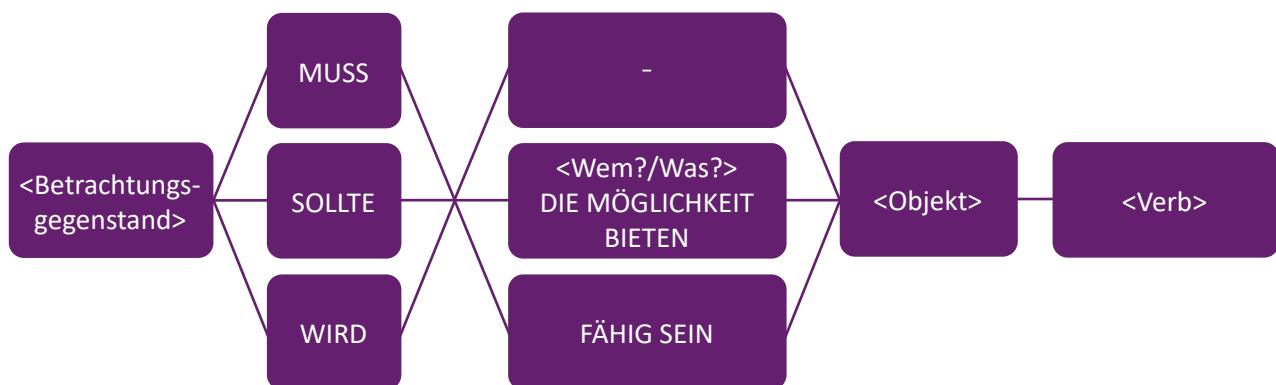 <Betrachtungs-
gegenstand>
MUSS
SOLLTE
WIRD
-
<Wem?/Was?>
DIE MÖGLICHKEIT
BIETEN
FÄHIG SEIN
<Objekt>
<Verb>